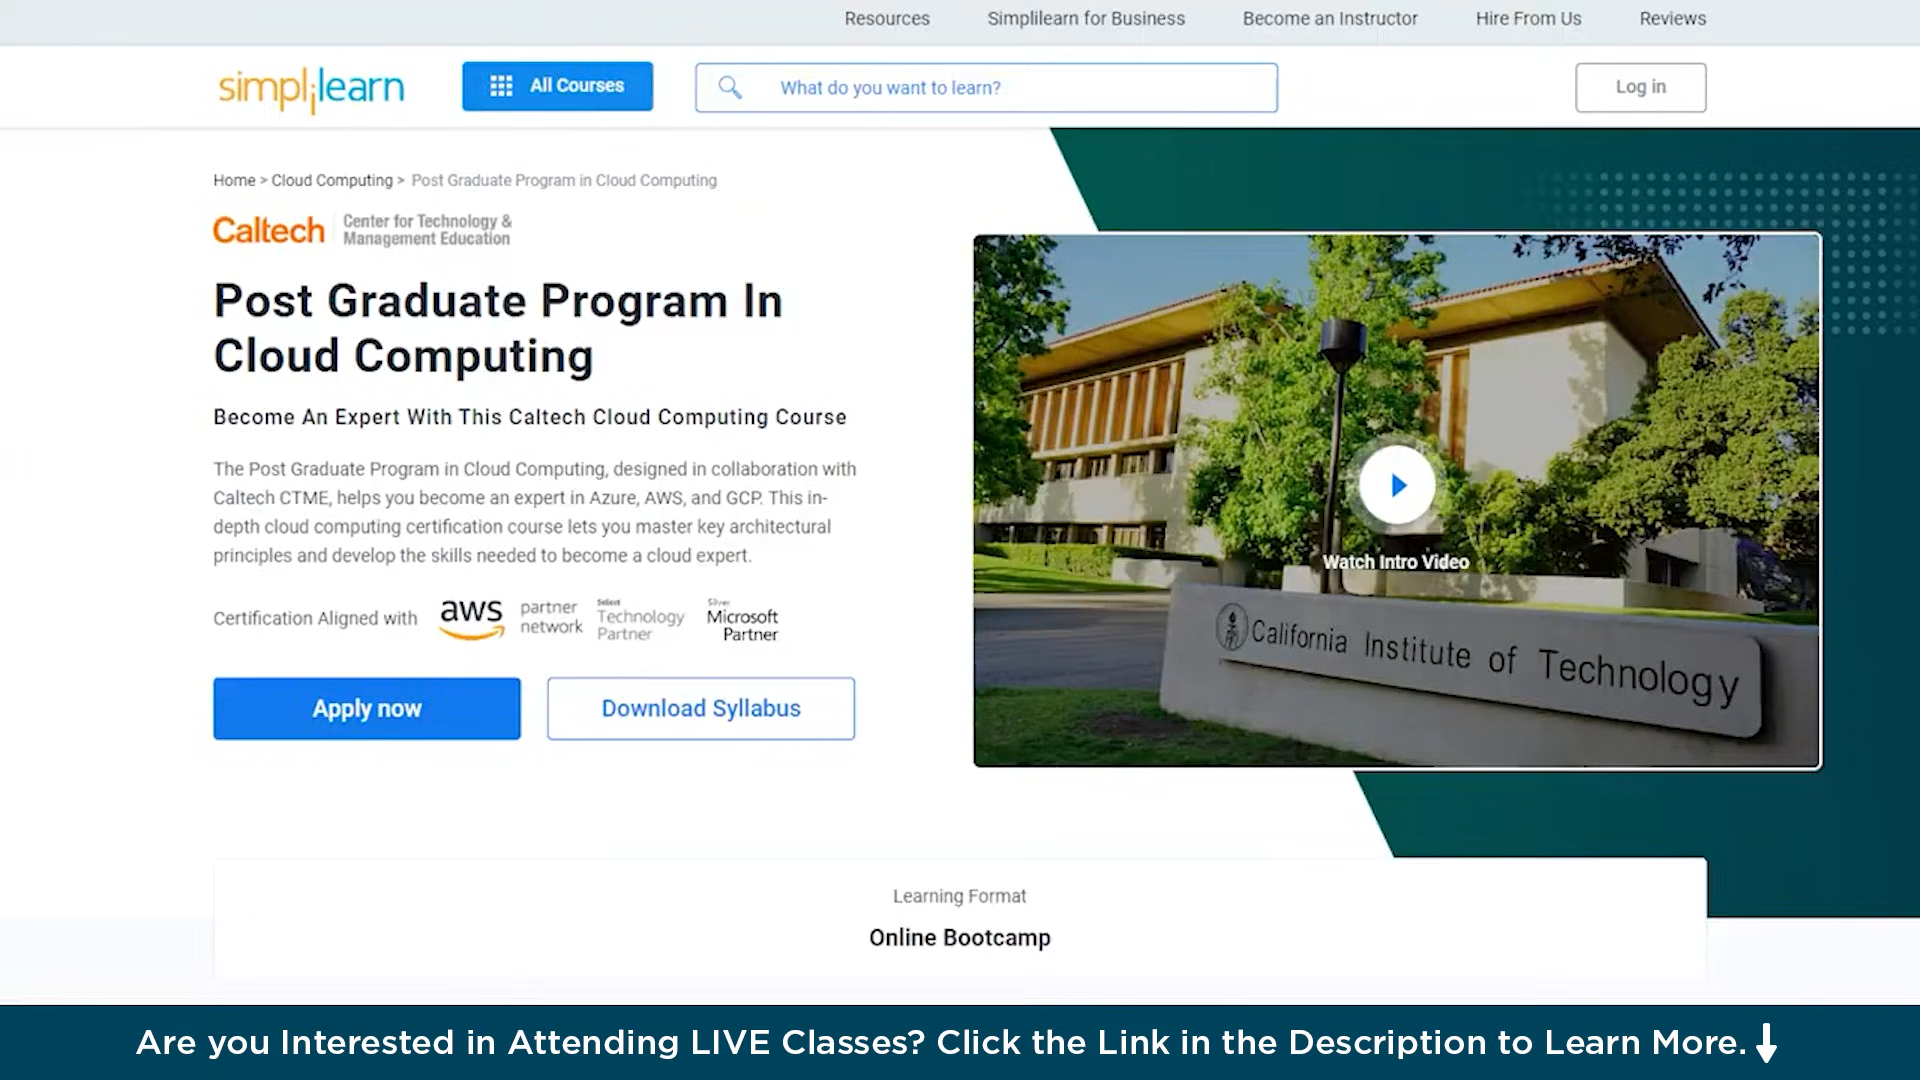 Resources Simplilearn for Business Become an Instructor Hire From Us Reviews
simplilearn All Courses What do you want to learn? Log in
Home > Cloud Computing > Post Graduate Program in Cloud Computing
Caltech Center for Technology &
Management Education
Post Graduate Program In
Cloud Computing
Become An Expert With This Caltech Cloud Computing Course
The Post Graduate Program in Cloud Computing, designed in collaboration with
Caltech CTME, helps you become an expert in Azure, AWS, and GCP. This in-
depth cloud computing certification course lets you master key architectural
principles and develop the skills needed to become a cloud expert.
Certification Aligned with
aws partner
network
Select
Technology
Partner
Silver
Microsoft
Partner
Apply now
Download Syllabus
Watch Intro Video
California Institute of Technology
Learning Format
Online Bootcamp
Are you Interested in Attending LIVE Classes? Click the Link in the Description to Learn More.